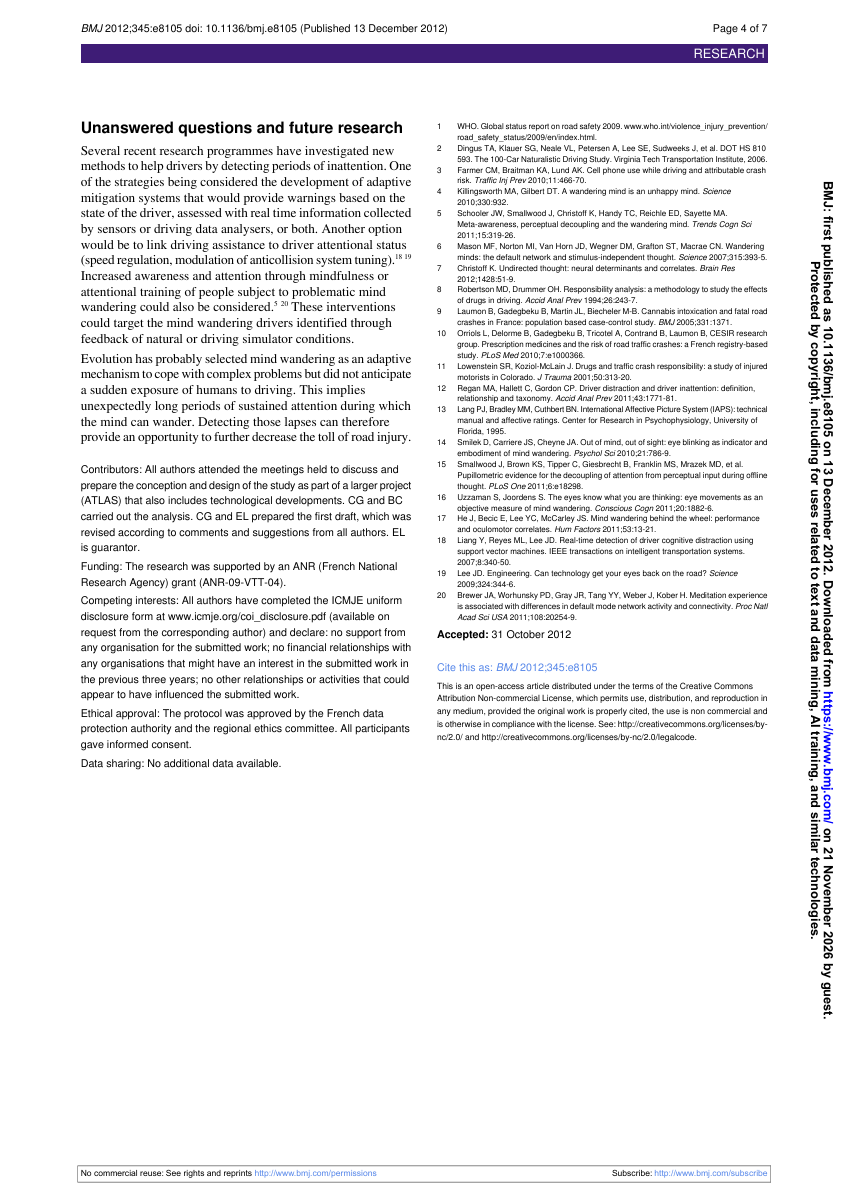 BMJ 2012;345:e8105 doi: 10.1136/bmj.e8105 (Published 13 December 2012)
Page 4 of 7
RESEARCH
Unanswered questions and future research
Several recent research programmes have investigated new
methods to help drivers by detecting periods of inattention. One
of the strategies being considered the development of adaptive
mitigation systems that would provide warnings based on the
state of the driver, assessed with real time information collected
by sensors or driving data analysers, or both. Another option
would be to link driving assistance to driver attentional status
(speed regulation, modulation of anticollision system tuning).18 19
Increased awareness and attention through mindfulness or
attentional training of people subject to problematic mind
wandering could also be considered.5 20 These interventions
could target the mind wandering drivers identified through
feedback of natural or driving simulator conditions.
Evolution has probably selected mind wandering as an adaptive
mechanism to cope with complex problems but did not anticipate
a sudden exposure of humans to driving. This implies
unexpectedly long periods of sustained attention during which
the mind can wander. Detecting those lapses can therefore
provide an opportunity to further decrease the toll of road injury.
Contributors: All authors attended the meetings held to discuss and
prepare the conception and design of the study as part of a larger project
(ATLAS) that also includes technological developments. CG and BC
carried out the analysis. CG and EL prepared the first draft, which was
revised according to comments and suggestions from all authors. EL
is guarantor.
Funding: The research was supported by an ANR (French National
Research Agency) grant (ANR-09-VTT-04).
Competing interests: All authors have completed the ICMJE uniform
disclosure form at www.icmje.org/coi_disclosure.pdf (available on
request from the corresponding author) and declare: no support from
any organisation for the submitted work; no financial relationships with
any organisations that might have an interest in the submitted work in
the previous three years; no other relationships or activities that could
appear to have influenced the submitted work.
Ethical approval: The protocol was approved by the French data
protection authority and the regional ethics committee. All participants
gave informed consent.
Data sharing: No additional data available.
1 WHO. Global status report on road safety 2009. www.who.int/violence_injury_prevention/
road_safety_status/2009/en/index.html.
2 Dingus TA, Klauer SG, Neale VL, Petersen A, Lee SE, Sudweeks J, et al. DOT HS 810
593. The 100-Car Naturalistic Driving Study. Virginia Tech Transportation Institute, 2006.
3 Farmer CM, Braitman KA, Lund AK. Cell phone use while driving and attributable crash
risk. Traffic Inj Prev 2010;11:466-70.
4 Killingsworth MA, Gilbert DT. A wandering mind is an unhappy mind. Science
2010;330:932.
5 Schooler JW, Smallwood J, Christoff K, Handy TC, Reichle ED, Sayette MA.
Meta-awareness, perceptual decoupling and the wandering mind. Trends Cogn Sci
2011;15:319-26.
6 Mason MF, Norton MI, Van Horn JD, Wegner DM, Grafton ST, Macrae CN. Wandering
minds: the default network and stimulus-independent thought. Science 2007;315:393-5.
7 Christoff K. Undirected thought: neural determinants and correlates. Brain Res
2012;1428:51-9.
8 Robertson MD, Drummer OH. Responsibility analysis: a methodology to study the effects
of drugs in driving. Accid Anal Prev 1994;26:243-7.
9 Laumon B, Gadegbeku B, Martin JL, Biecheler M-B. Cannabis intoxication and fatal road
crashes in France: population based case-control study. BMJ 2005;331:1371.
10 Orriols L, Delorme B, Gadegbeku B, Tricotel A, Contrand B, Laumon B, CESIR research
group. Prescription medicines and the risk of road traffic crashes: a French registry-based
study. PLoS Med 2010;7:e1000366.
11 Lowenstein SR, Koziol-McLain J. Drugs and traffic crash responsibility: a study of injured
motorists in Colorado. J Trauma 2001;50:313-20.
12 Regan MA, Hallett C, Gordon CP. Driver distraction and driver inattention: definition,
relationship and taxonomy. Accid Anal Prev 2011;43:1771-81.
13 Lang PJ, Bradley MM, Cuthbert BN. International Affective Picture System (IAPS): technical
manual and affective ratings. Center for Research in Psychophysiology, University of
Florida, 1995.
14 Smilek D, Carriere JS, Cheyne JA. Out of mind, out of sight: eye blinking as indicator and
embodiment of mind wandering. Psychol Sci 2010;21:786-9.
15 Smallwood J, Brown KS, Tipper C, Giesbrecht B, Franklin MS, Mrazek MD, et al.
Pupillometric evidence for the decoupling of attention from perceptual input during offline
thought. PLoS One 2011;6:e18298.
16 Uzzaman S, Joordens S. The eyes know what you are thinking: eye movements as an
objective measure of mind wandering. Conscious Cogn 2011;20:1882-6.
17 He J, Becic E, Lee YC, McCarley JS. Mind wandering behind the wheel: performance
and oculomotor correlates. Hum Factors 2011;53:13-21.
18 Liang Y, Reyes ML, Lee JD. Real-time detection of driver cognitive distraction using
support vector machines. IEEE transactions on intelligent transportation systems.
2007;8:340-50.
19 Lee JD. Engineering. Can technology get your eyes back on the road? Science
2009;324:344-6.
20 Brewer JA, Worhunsky PD, Gray JR, Tang YY, Weber J, Kober H. Meditation experience
is associated with differences in default mode network activity and connectivity. Proc Natl
Acad Sci USA 2011;108:20254-9.
Accepted: 31 October 2012
Cite this as: BMJ 2012;345:e8105
This is an open-access article distributed under the terms of the Creative Commons
Attribution Non-commercial License, which permits use, distribution, and reproduction in
any medium, provided the original work is properly cited, the use is non commercial and
is otherwise in compliance with the license. See: http://creativecommons.org/licenses/by-
nc/2.0/ and http://creativecommons.org/licenses/by-nc/2.0/legalcode.
No commercial reuse: See rights and reprints http://www.bmj.com/permissions
Subscribe: http://www.bmj.com/subscribe
BMJ: first published as 10.1136/bmj.e8105 on 13 December 2012. Downloaded from https://www.bmj.com/ on 21 November 2026 by guest.
Protected by copyright, including for uses related to text and data mining, AI training, and similar technologies.